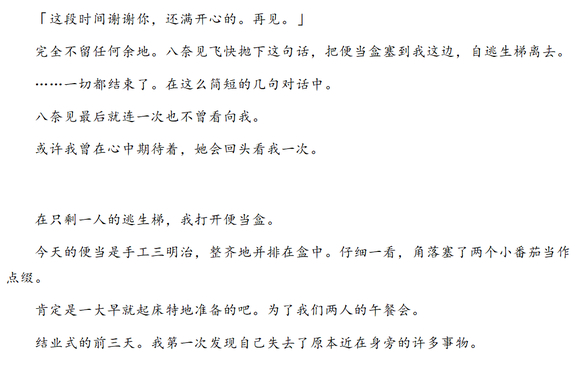 「这段时间谢谢你，还满开心的。再见。」
完全不留任何余地。八奈见飞快抛下这句话，把便当盒塞到我这边，自逃生梯离去。
……一切都结束了。在这么简短的几句对话中。
八奈见最后就连一次也不曾看向我。
或许我曾在心中期待着，她会回头看我一次。
在只剩一人的逃生梯，我打开便当盒。
今天的便当是手工三明治，整齐地并排在盒中。仔细一看，角落塞了两个小番茄当作
点缀。
肯定是一大早就起床特地准备的吧。为了我们两人的午餐会。
结业式的前三天。我第一次发现自己失去了原本近在身旁的许多事物。